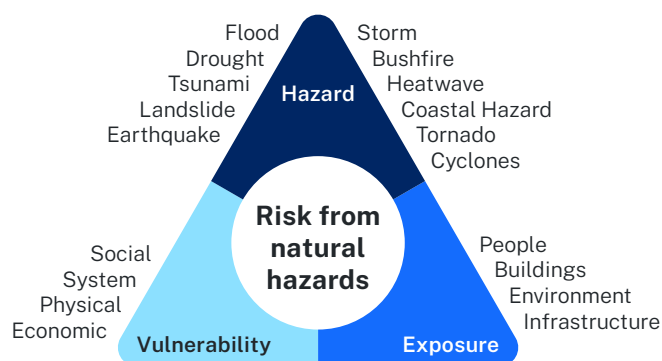 Flood
Drought
Tsunami
Landslide
Earthquake
Storm
Bushfire
Heatwave
Coastal Hazard
Tornado
Cyclones
Hazard
Risk from
natural
hazards
Social
System
Physical
Economic
Vulnerability
People
Buildings
Environment
Infrastructure
Exposure